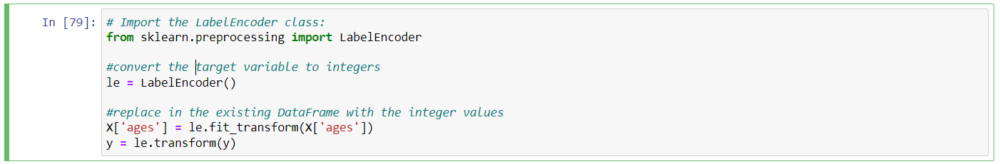 In [79]: # Import the LabelEncoder class:
from sklearn.preprocessing import LabelEncoder
#convert the target variable to integers
le = LabelEncoder()
#replace in the existing DataFrame with the integer values
X['ages'] = le.fit_transform(X['ages'])
y = le.transform(y)